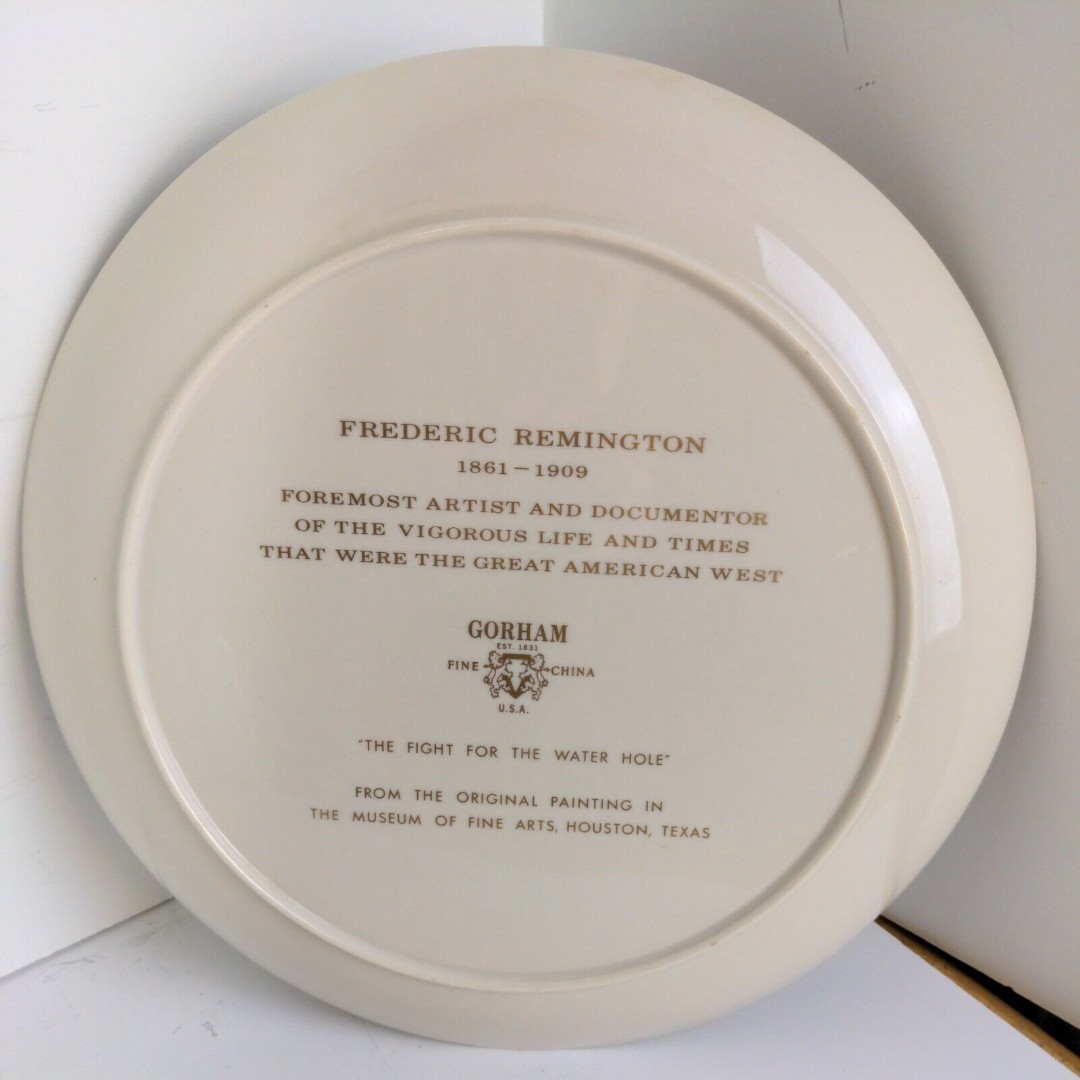 FREDERIC REMINGTON
1861-1909
FOREMOST ARTIST AND DOCUMENTOR
OF THE VIGOROUS LIFE AND TIMES
THAT WERE THE GREAT AMERICAN WEST
GORHAM
EST. 1831
FINE CHINA
U.S.A.
"THE FIGHT FOR THE WATER HOLE"
FROM THE ORIGINAL PAINTING IN
THE MUSEUM OF FINE ARTS, HOUSTON, TEXAS